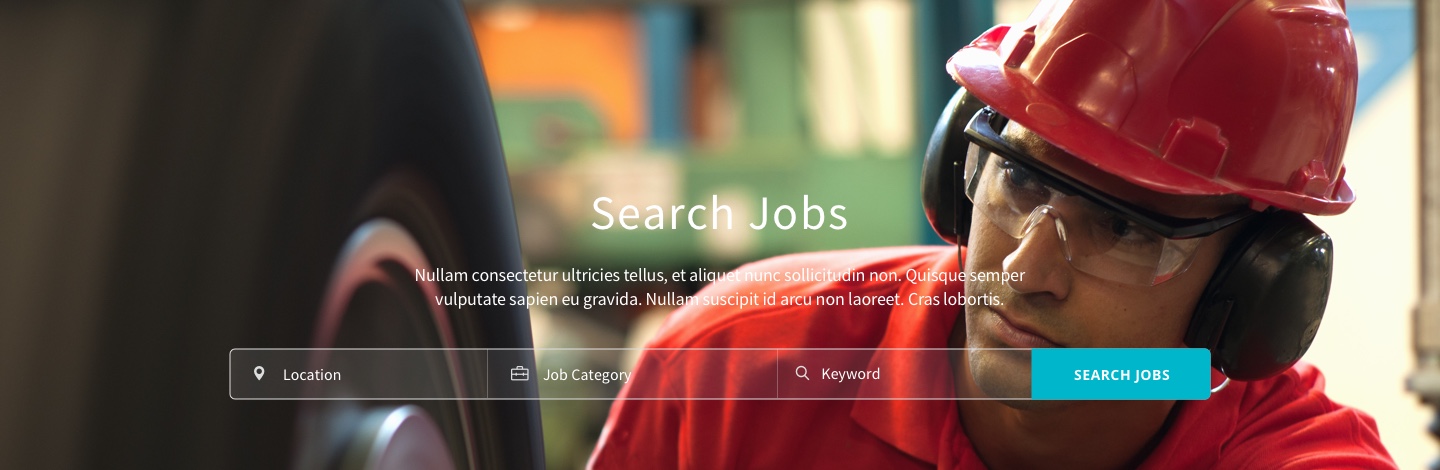 Search Jobs
Nullam consectetur ultricies tellus, et aliquet nunc sollicitudin non. Quisque semper
vulputate sapien eu gravida. Nullam suscipit id arcu non laoreet. Cras lobortis.
Location
Job Category
Keyword
SEARCH JOBS